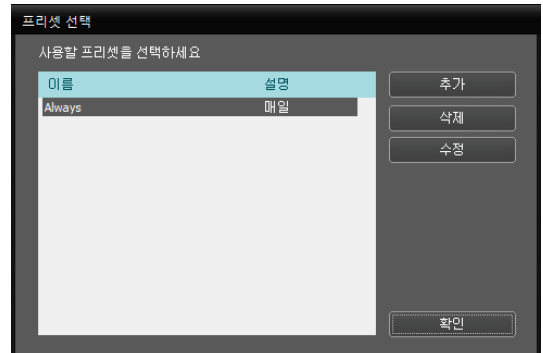 프리셋 선택
사용할 프리셋을 선택하세요
이름 설명 추가
Always 매일 삭제
수정
확인